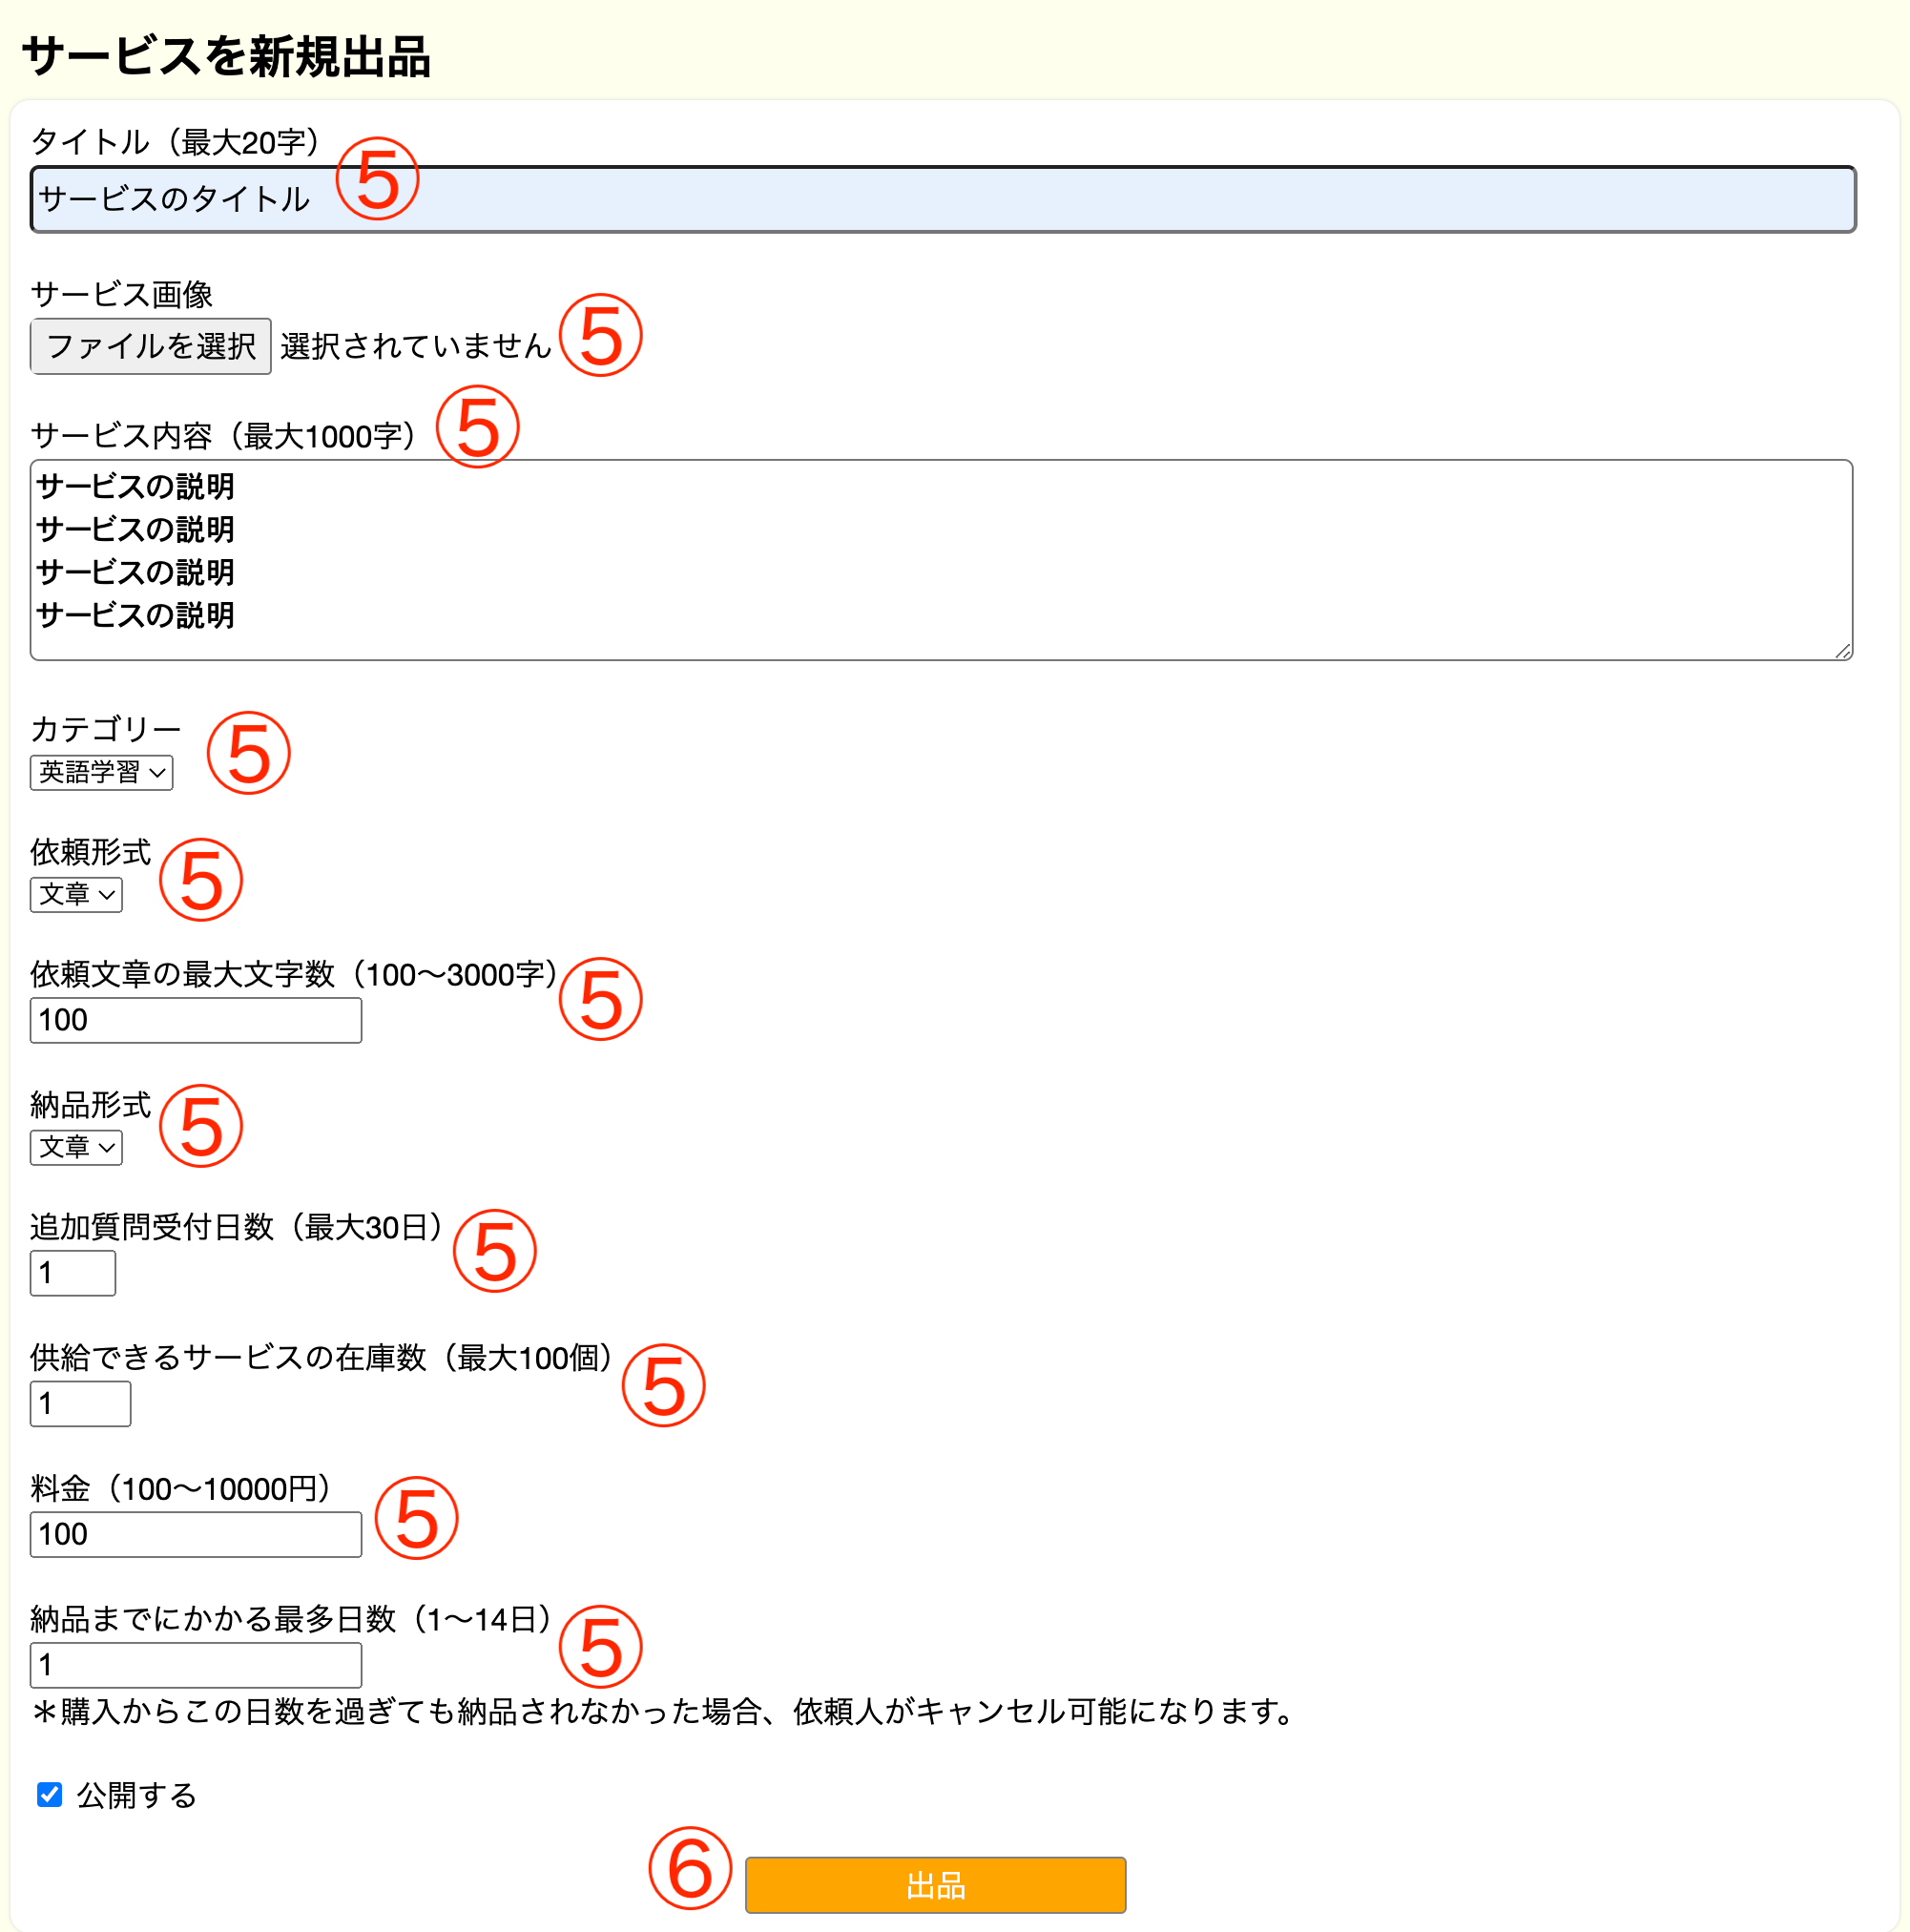 サービスを新規出品
タイトル（最大20字）
⑤
サービスのタイトル
サービス画像
ファイルを選択 選択されていません ⑤
サービス内容（最大1000字） ⑤
サービスの説明
サービスの説明
サービスの説明
サービスの説明
カテゴリー ⑤
英語学習
依頼形式 ⑤
文章
依頼文章の最大文字数（100〜3000字） ⑤
100
納品形式 ⑤
文章
追加質問受付日数（最大30日） ⑤
1
供給できるサービスの在庫数（最大100個） ⑤
1
料金（100〜10000円） ⑤
100
納品までにかかる最多日数（1〜14日） ⑤
1
＊購入からこの日数を過ぎても納品されなかった場合、依頼人がキャンセル可能になります。
公開する
⑥ 出品